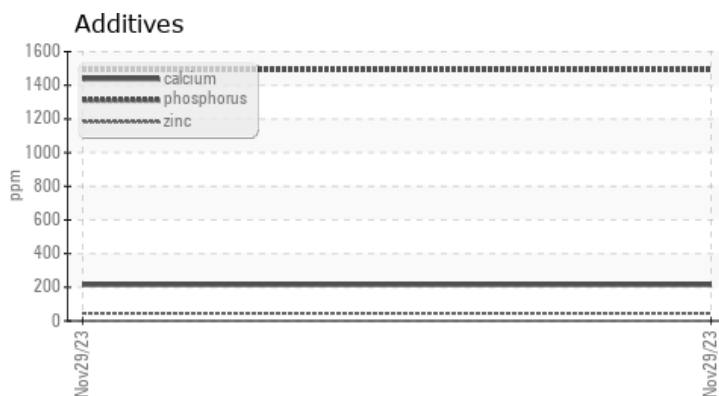 Additives
1600
1400
1200
1000
800
600
400
200
0
ppm
calcium
phosphorus
zinc
Nov29/23
Nov29/23